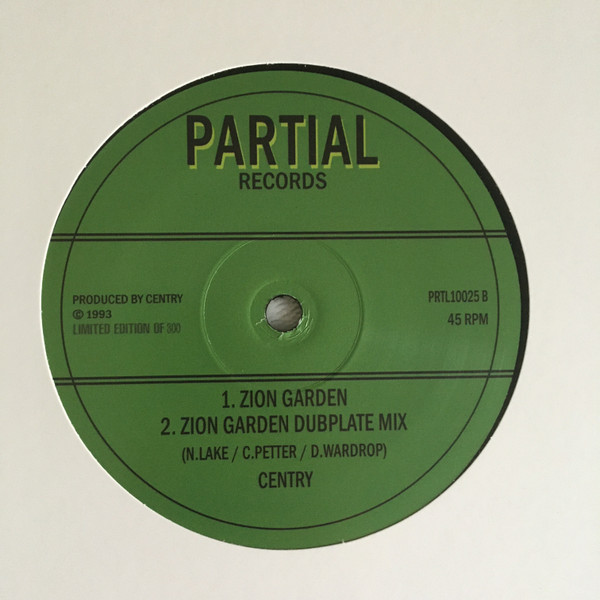 PARTIAL
RECORDS
PRODUCED BY CENTRY
© 1993
LIMITED EDITION OF 300
PRTL10025 B
45 RPM
1. ZION GARDEN
2. ZION GARDEN DUBPLATE MIX
(N.LAKE / C.PETTER / D.WARDROP)
CENTRY